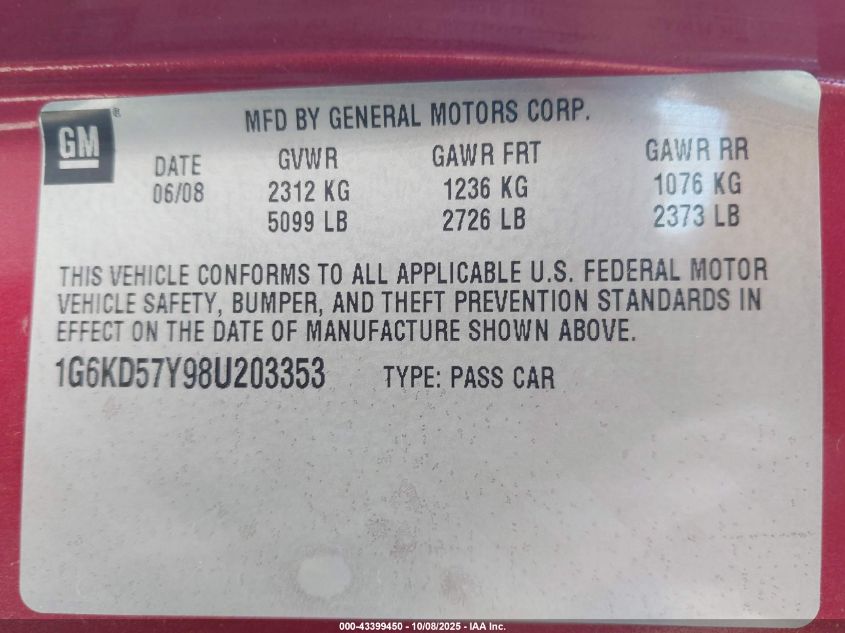 GM®
MFD BY GENERAL MOTORS CORP.
DATE GVWR GAWR FRT GAWR RR
06/08 2312 KG 1236 KG 1076 KG
5099 LB 2726 LB 2373 LB
THIS VEHICLE CONFORMS TO ALL APPLICABLE U.S. FEDERAL MOTOR
VEHICLE SAFETY, BUMPER, AND THEFT PREVENTION STANDARDS IN
EFFECT ON THE DATE OF MANUFACTURE SHOWN ABOVE.
1G6KD57Y98U203353 TYPE: PASS CAR
000-43399450 - 10/08/2025 - IAA Inc.